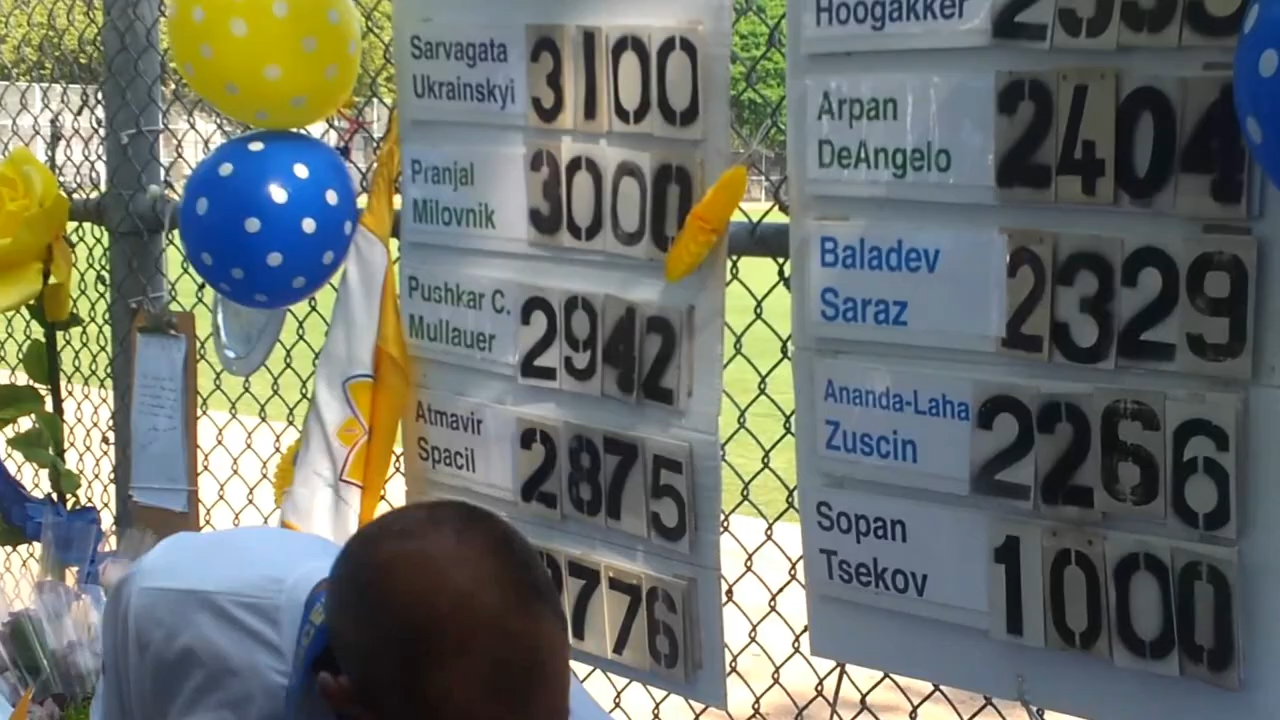 Sarvagata
Ukrainskyi
3100
Pranjal
Milovnik
3000
Pushkar C.
Mullauer
2942
Atmavir
Spacil
2875
776
Hoogakker
Arpan
DeAngelo
2404
Baladev
Saraz
2329
Ananda-Laha
Zuscin
2266
Sopan
Tsekov
1000